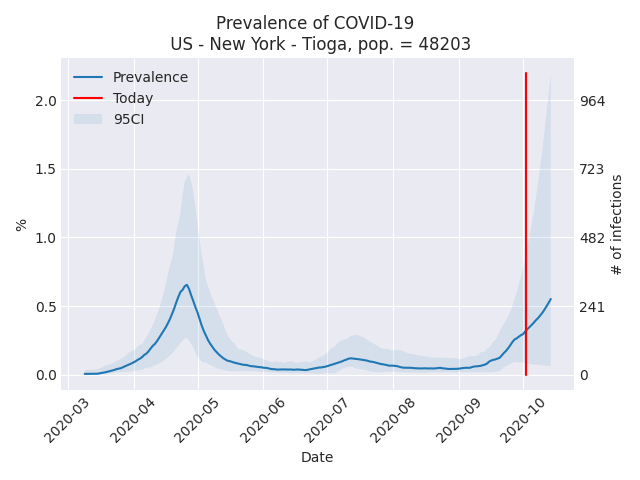 Prevalence of COVID-19
US - New York - Tioga, pop. = 48203
Prevalence
Today
95CI
2.0
1.5
1.0
0.5
0.0
%
964
723
482
241
0
# of infections
2020-03
2020-04
2020-05
2020-06
2020-07
2020-08
2020-09
2020-10
Date